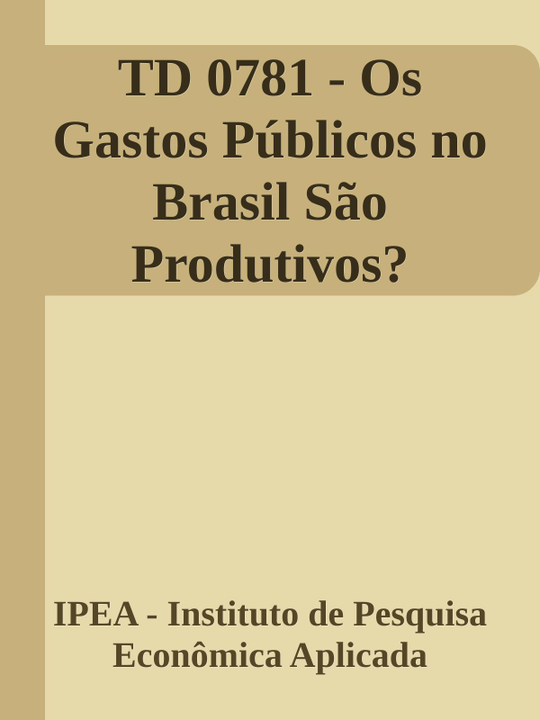 TD 0781 - Os
Gastos Públicos no
Brasil São
Produtivos?
IPEA - Instituto de Pesquisa
Econômica Aplicada